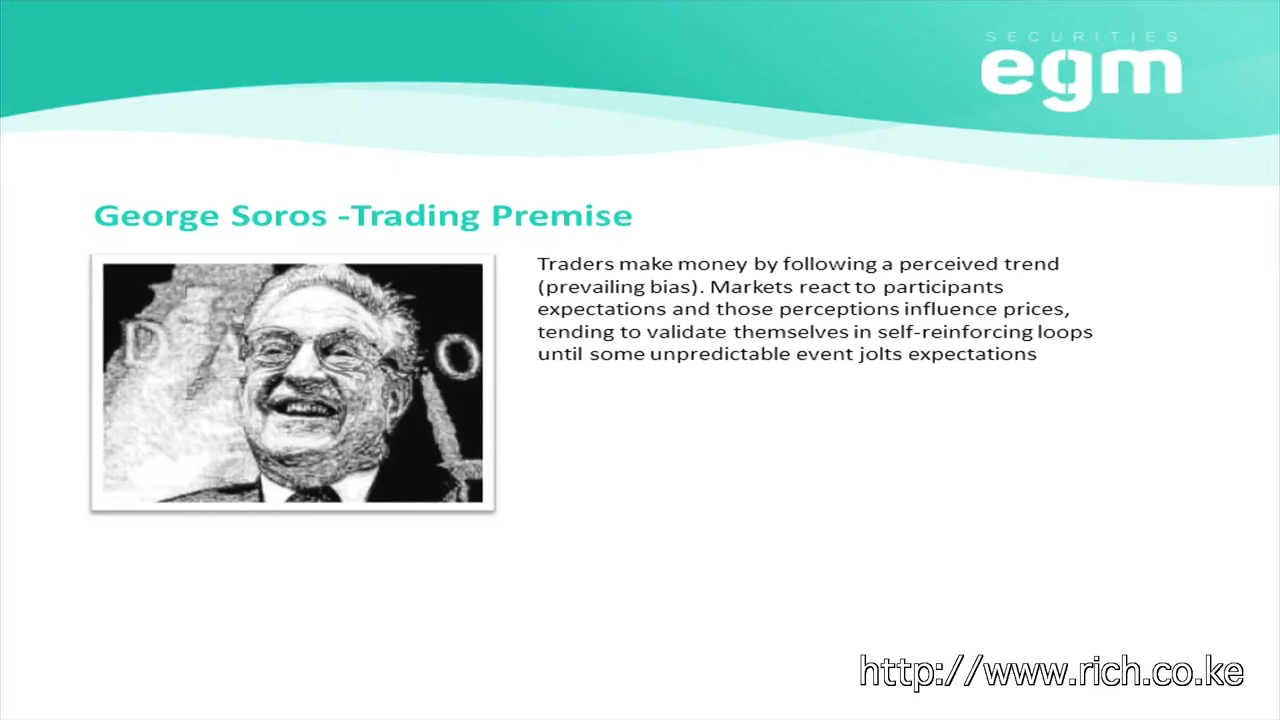 SECURITIES
egm
George Soros -Trading Premise
Traders make money by following a perceived trend
(prevailing bias). Markets react to participants
expectations and those perceptions influence prices,
tending to validate themselves in self-reinforcing loops
until some unpredictable event jolts expectations
http://www.rich.co.ke